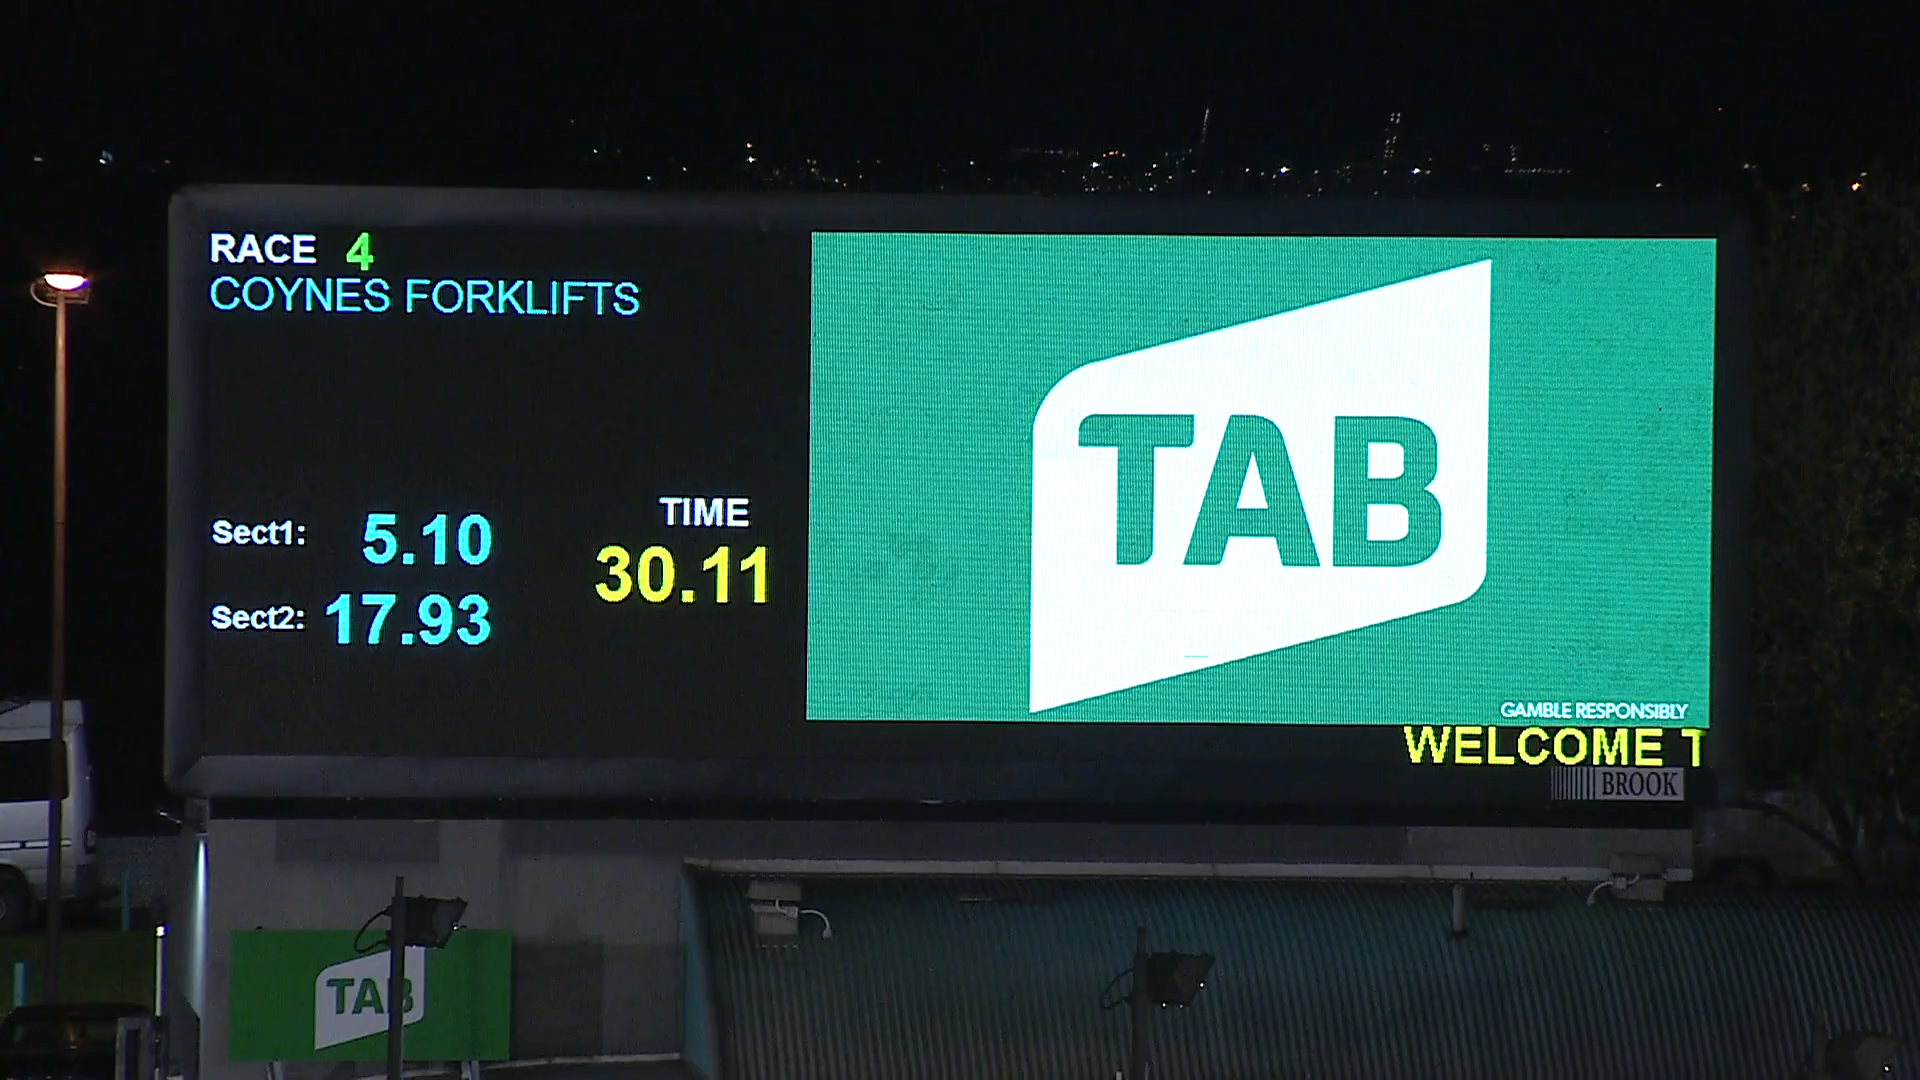 RACE 4
COYNES FORKLIFTS
Sect1: 5.10
Sect2: 17.93
TIME
30.11
TAB
GAMBLE RESPONSIBLY
WELCOME T
BROOK
TAB